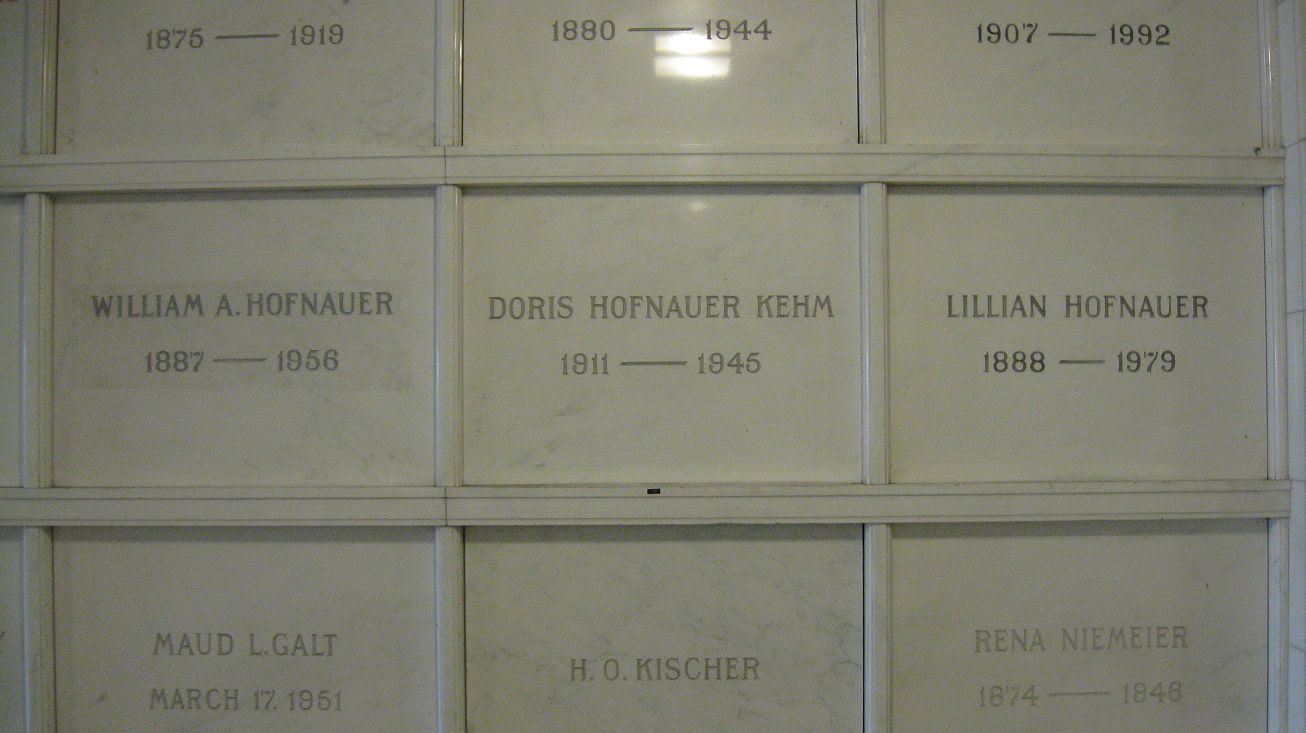 1875 — 1919
1880 — 1944
1907 — 1992
WILLIAM A. HOFNAUER
1887 — 1956
DORIS HOFNAUER KEHM
1911 — 1945
LILLIAN HOFNAUER
1888 — 1979
MAUD L. GALT
MARCH 17. 1951
H. O. KISCHER
RENA NIEMEIER
1874 — 1946